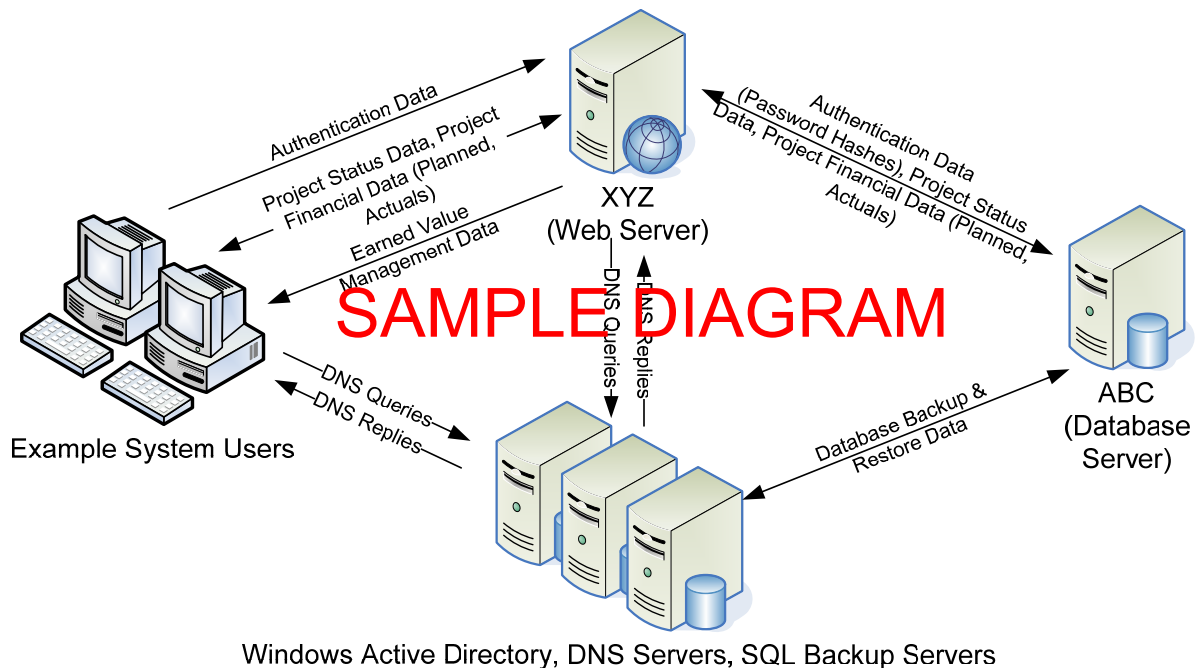 Authentication Data
Project Status Data, Project
Financial Data (Planned,
Actuals)
Earned Value
Management Data
XYZ
(Web Server)
Authentication Data
(Password Hashes), Project Status
Data, Project Financial Data (Planned,
Actuals)
SAMPLE DIAGRAM
DNS Queries
DNS Replies
DNS Queries
DNS Replies
Example System Users
ABC
(Database
Server)
Database Backup &
Restore Data
Windows Active Directory, DNS Servers, SQL Backup Servers